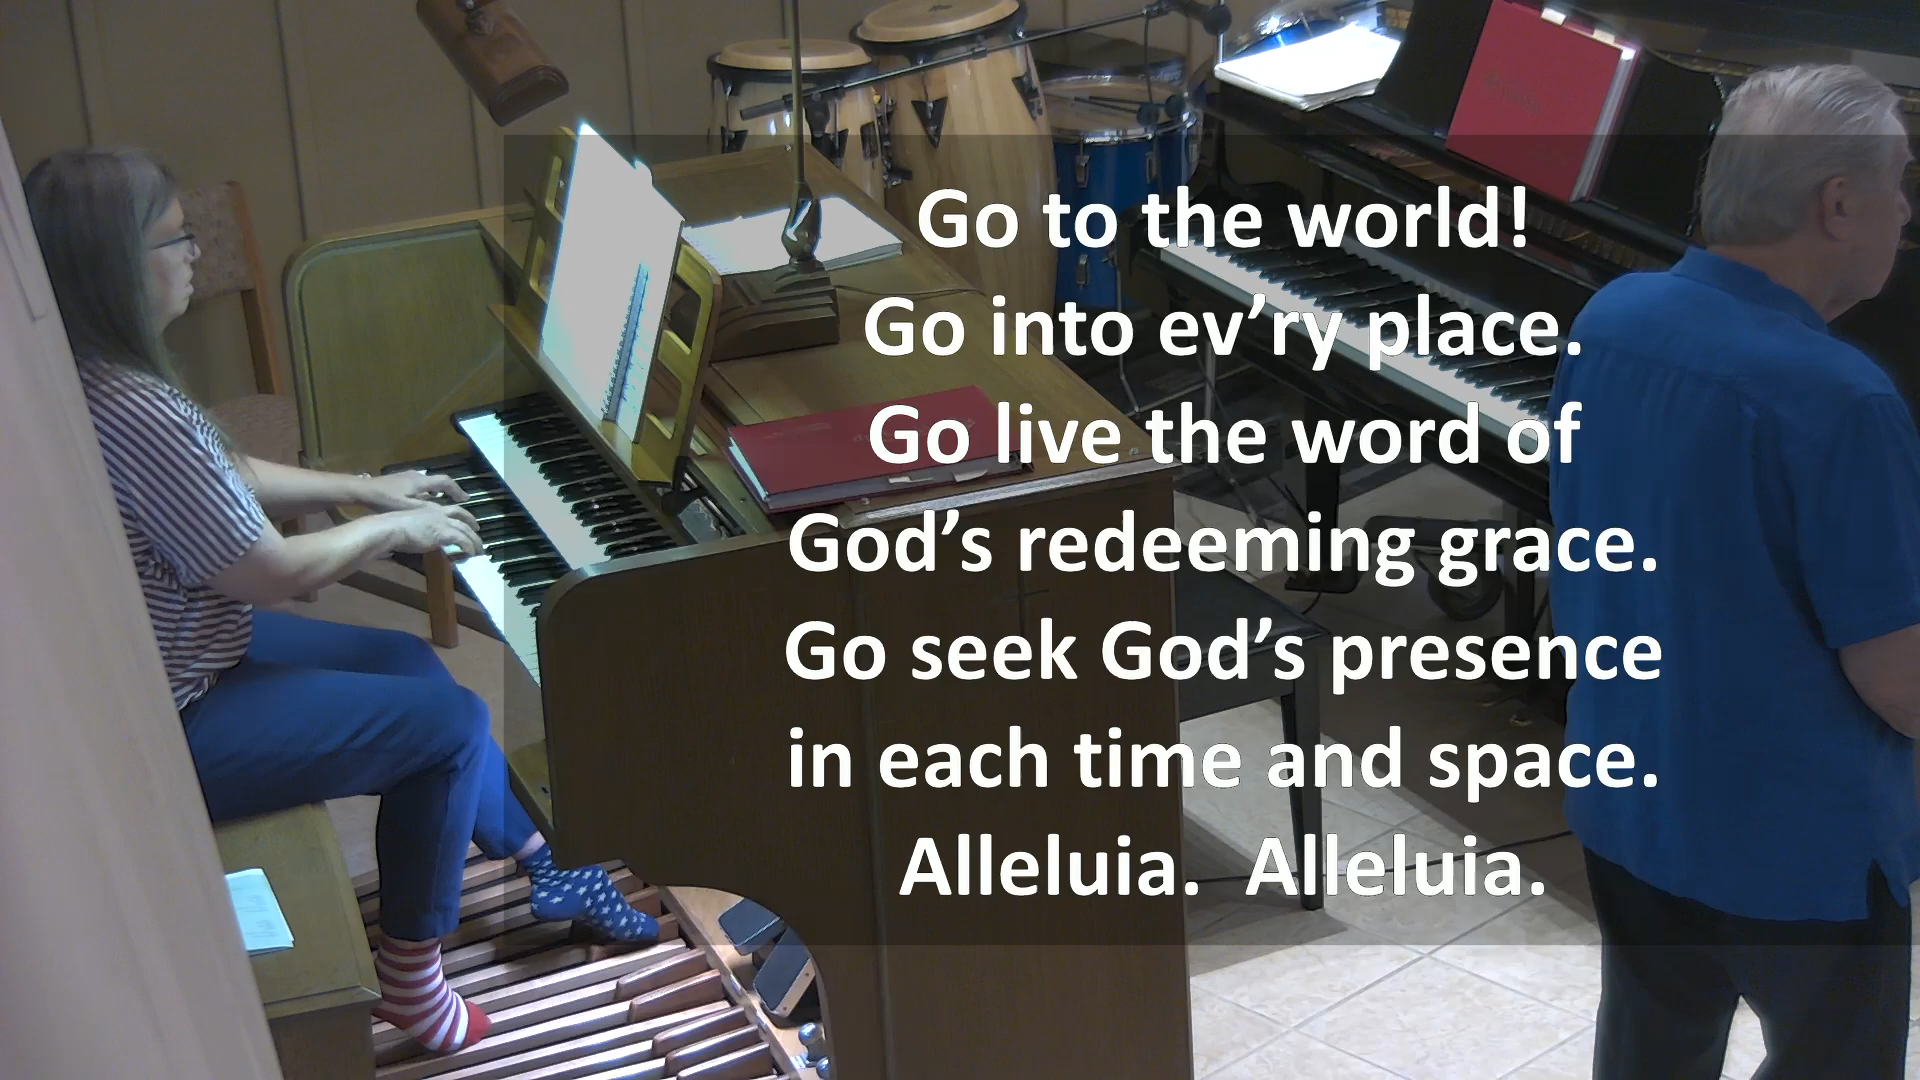 Go to the world!
Go into ev’ry place.
Go live the word of
God’s redeeming grace.
Go seek God’s presence
in each time and space.
Alleluia.  Alleluia.